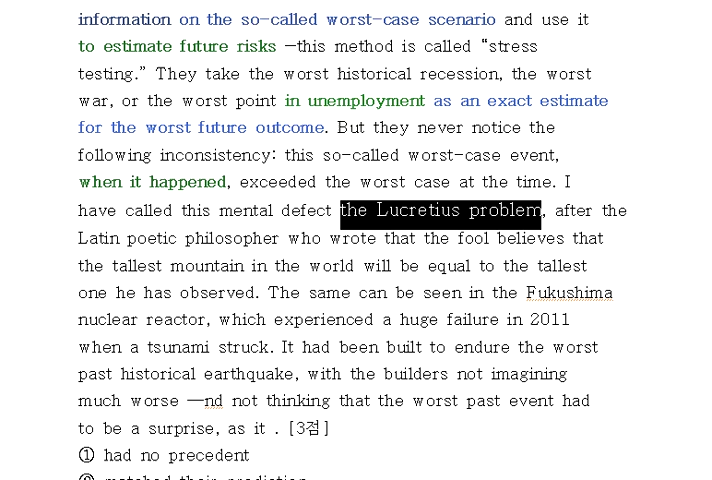 information on the so-called worst-case scenario and use it
to estimate future risks —this method is called “stress
testing.” They take the worst historical recession, the worst
war, or the worst point in unemployment as an exact estimate
for the worst future outcome. But they never notice the
following inconsistency: this so-called worst-case event,
when it happened, exceeded the worst case at the time. I
have called this mental defect the Lucretius problem, after the
Latin poetic philosopher who wrote that the fool believes that
the tallest mountain in the world will be equal to the tallest
one he has observed. The same can be seen in the Fukushima
nuclear reactor, which experienced a huge failure in 2011
when a tsunami struck. It had been built to endure the worst
past historical earthquake, with the builders not imagining
much worse —nd not thinking that the worst past event had
to be a surprise, as it . [3점]
① had no precedent